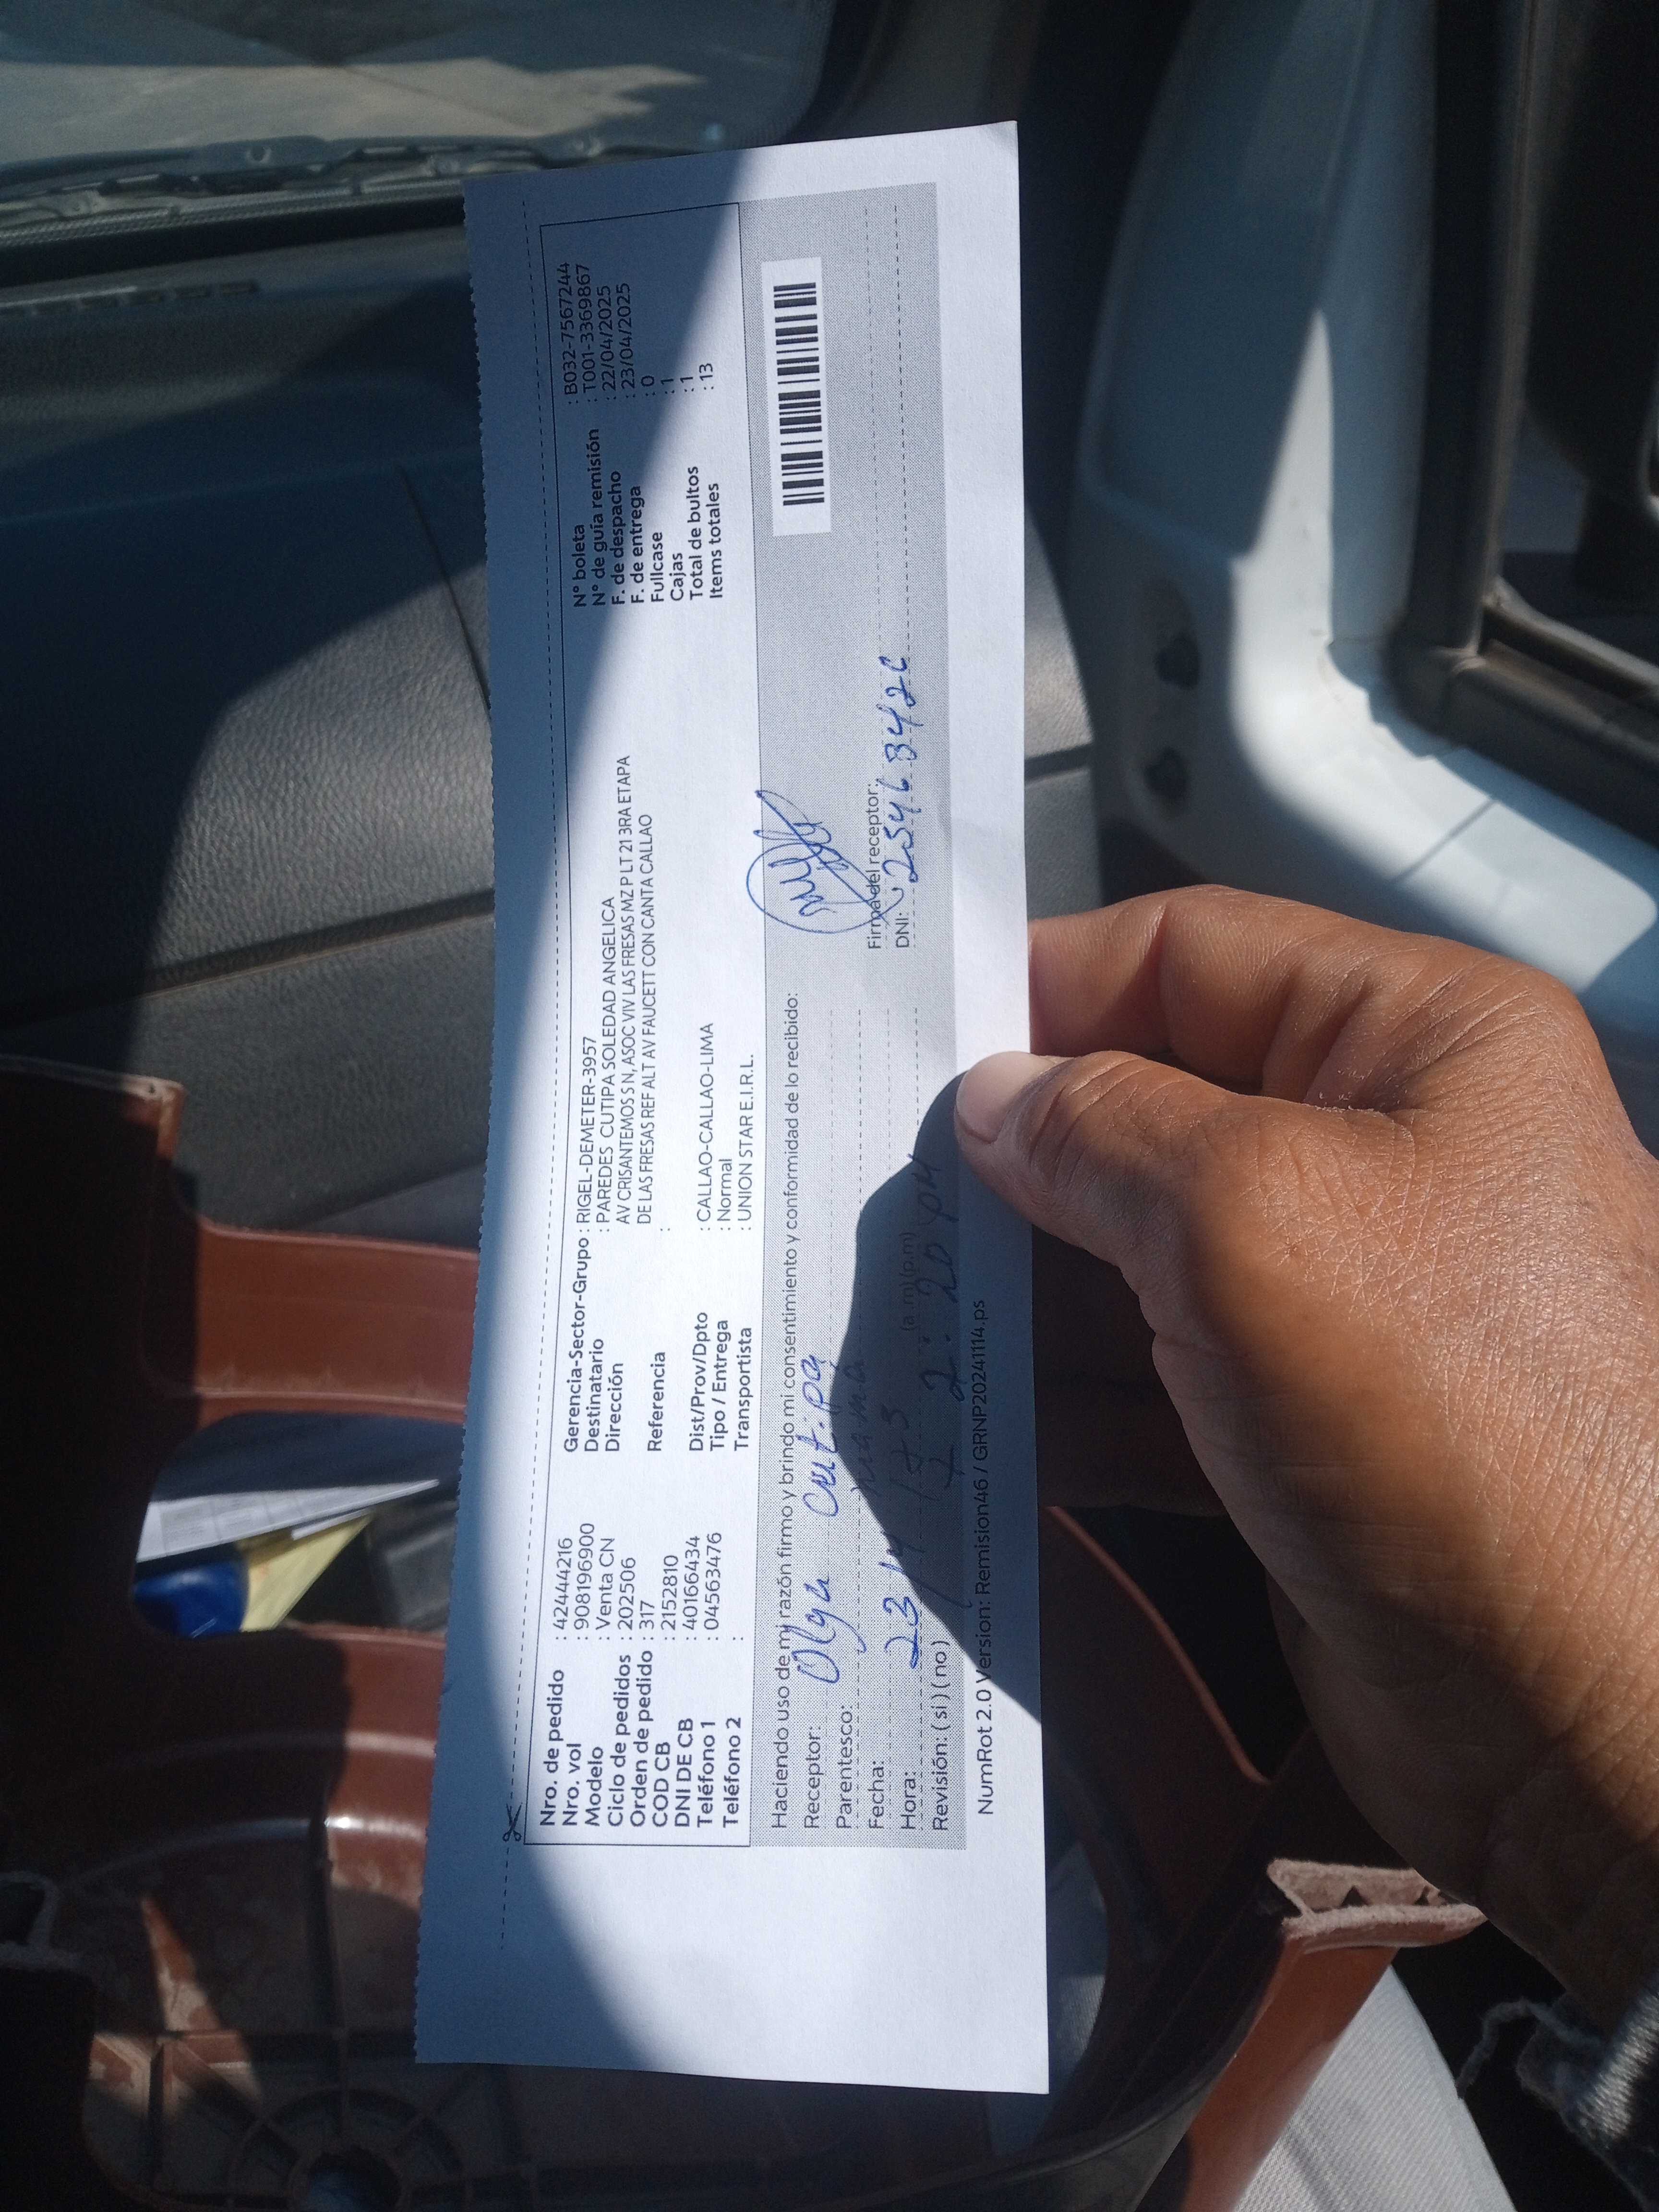 Nro. de pedido : 42444216
Nro. vol : 908196900
Modelo : Venta CN
Ciclo de pedidos : 202506
Orden de pedido : 317
COD CB : 2152810
DNI DE CB : 40166434
Teléfono 1 : 04563476
Teléfono 2 :
Gerencia-Sector-Grupo : RIGEL-DEMETER-3957
Destinatario : PAREDES CUTIPA SOLEDAD ANGELICA
Dirección AV CRISANTEMOS S N, ASOC VIV LAS FRESAS MZ P LT 21 3RA ETAPA
DE LAS FRESAS REF ALT AV FAUCETT CON CANTA CALLAO
Referencia :
Dist/Prov/Dpto : CALLAO-CALLAO-LIMA
Tipo / Entrega : Normal
Transportista : UNION STAR E.I.R.L.
N° boleta : B032-7567244
N° de guía remisión : T001-3369867
F. de despacho : 22/04/2025
F. de entrega : 23/04/2025
Fullcase : 0
Cajas : 1
Total de bultos : 1
Items totales : 13
Haciendo uso de mi razón firmo y brindo mi consentimiento y conformidad de lo recibido:
Receptor: Olga Cutipa
Parentesco: mamá
Fecha: 23/4/
Hora: 2:20 pm (a.m) (p.m)
Revisión: ( si ) ( no )
Firma del receptor:
DNI:
NumRot 2.0 Version: Remision46 / GRNP20241114.ps